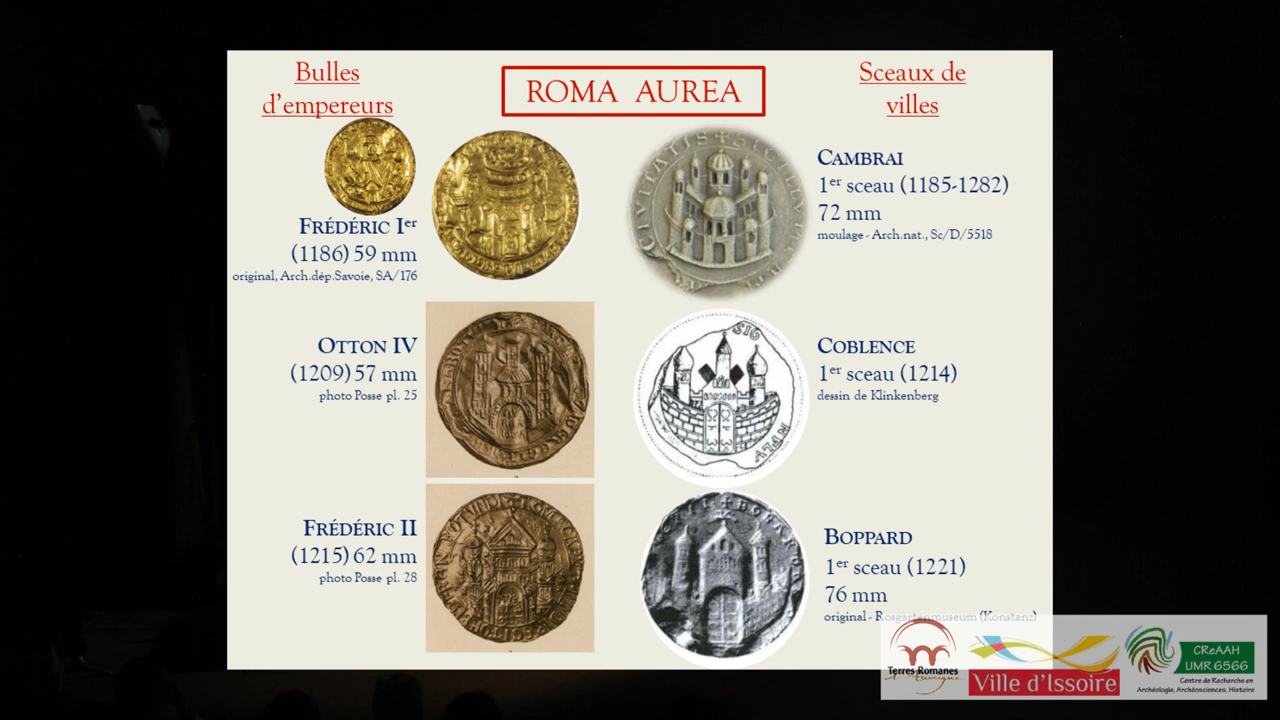 Bulles
d'empereurs
ROMA AUREA
Sceaux de
villes
FRÉDÉRIC Ier
(1186) 59 mm
original, Arch.dép.Savoie, SA/176
CAMBRAI
1er sceau (1185-1282)
72 mm
moulage - Arch.nat., Sc/D/5518
OTTON IV
(1209) 57 mm
photo Posse pl. 25
COBLENCE
1er sceau (1214)
dessin de Klinkenberg
SIG
FRÉDÉRIC II
(1215) 62 mm
photo Posse pl. 28
BOPPARD
1er sceau (1221)
76 mm
original - Rosgartenmuseum (Konstanz)
Terres Romanes
d'Auvergne
Ville d'Issoire
CReAAH
UMR 6566
Centre de Recherche en
Archéologie, Archéosciences, Histoire